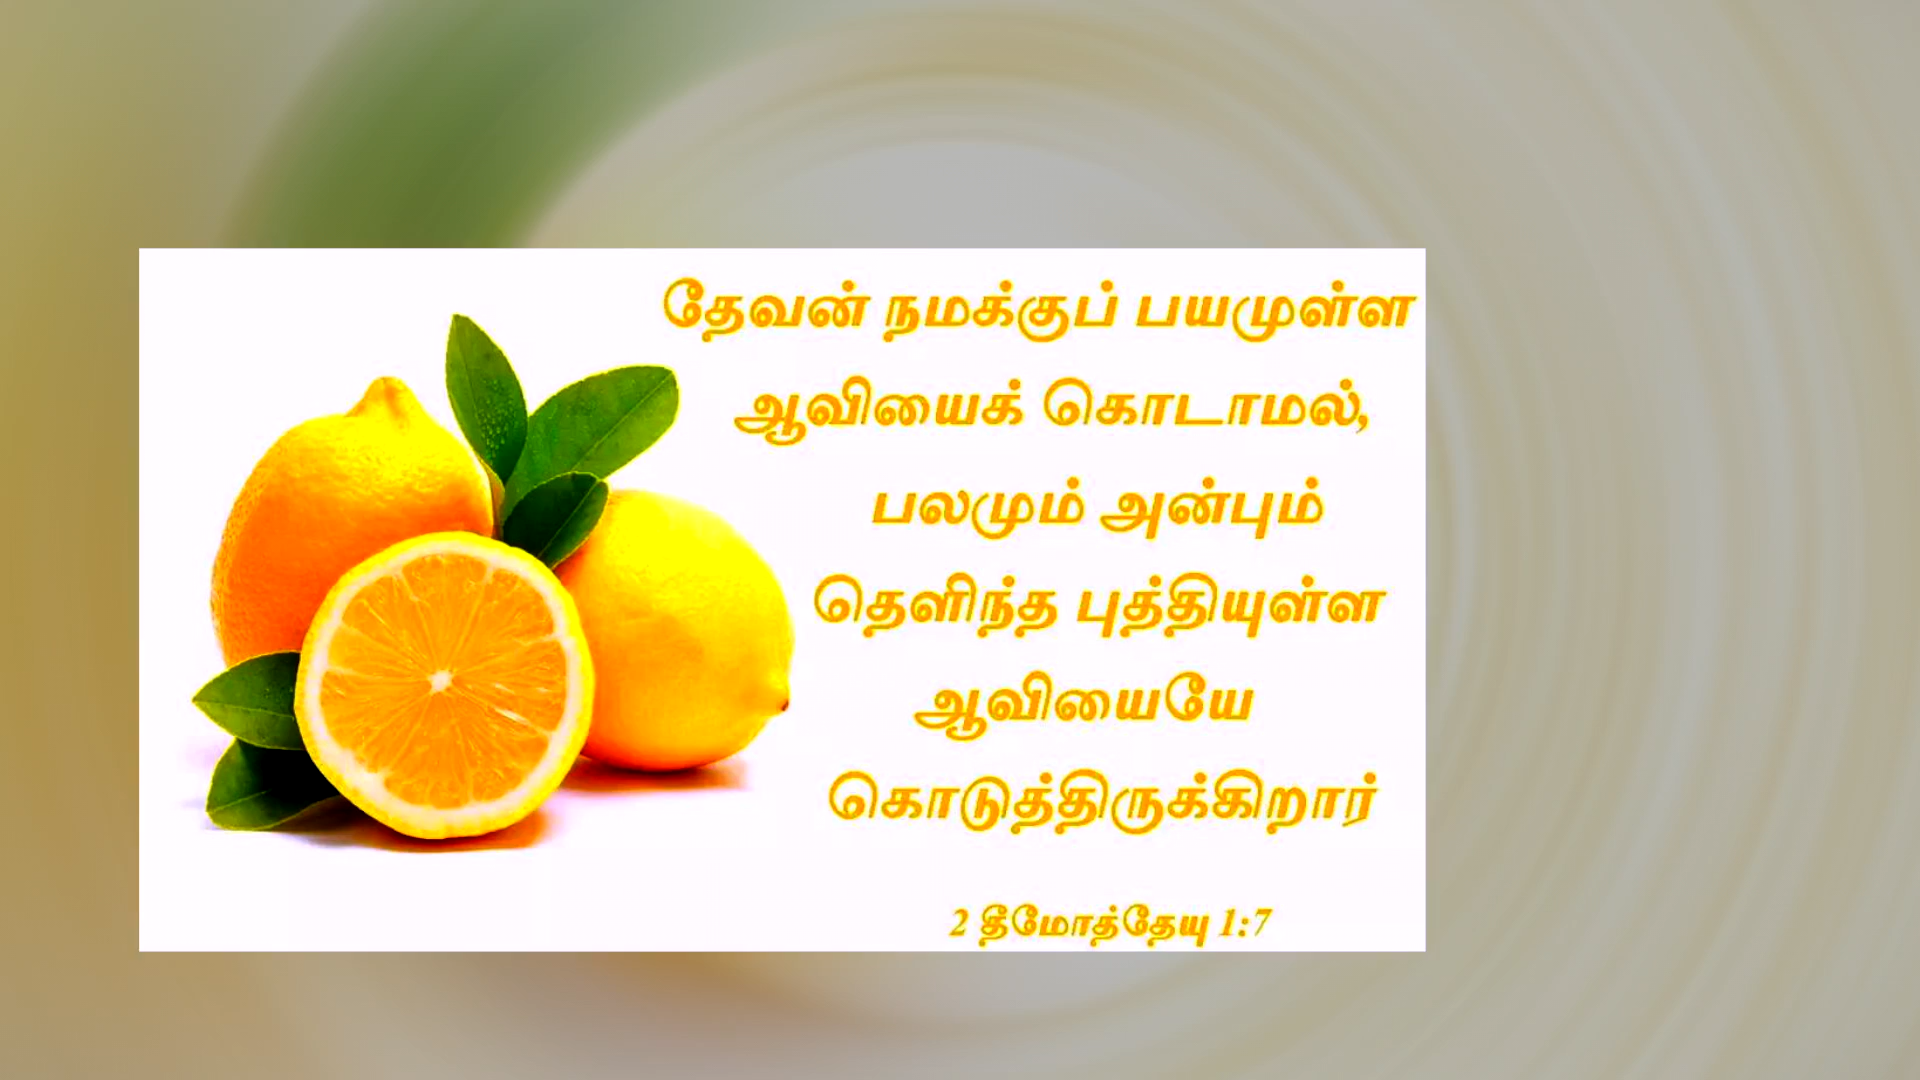 தேவன் நமக்குப் பயமுள்ள
ஆவியைக் கொடாமல்,
பலமும் அன்பும்
தெளிந்த புத்தியுள்ள
ஆவியையே
கொடுத்திருக்கிறார்
2 தீமோத்தேயு 1:7